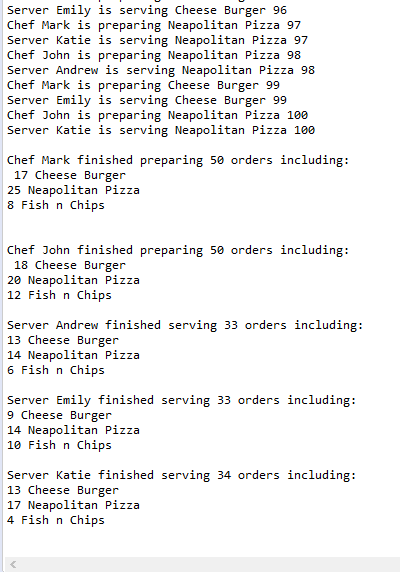 Server Emily is serving Cheese Burger 96
Chef Mark is preparing Neapolitan Pizza 97
Server Katie is serving Neapolitan Pizza 97
Chef John is preparing Neapolitan Pizza 98
Server Andrew is serving Neapolitan Pizza 98
Chef Mark is preparing Cheese Burger 99
Server Emily is serving Cheese Burger 99
Chef John is preparing Neapolitan Pizza 100
Server Katie is serving Neapolitan Pizza 100

Chef Mark finished preparing 50 orders including:
 17 Cheese Burger
25 Neapolitan Pizza
8 Fish n Chips

Chef John finished preparing 50 orders including:
 18 Cheese Burger
20 Neapolitan Pizza
12 Fish n Chips

Server Andrew finished serving 33 orders including:
13 Cheese Burger
14 Neapolitan Pizza
6 Fish n Chips

Server Emily finished serving 33 orders including:
9 Cheese Burger
14 Neapolitan Pizza
10 Fish n Chips

Server Katie finished serving 34 orders including:
13 Cheese Burger
17 Neapolitan Pizza
4 Fish n Chips